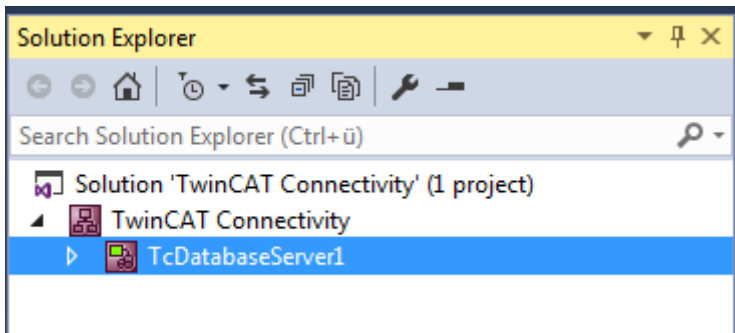 Solution Explorer
Search Solution Explorer (Ctrl+ü)
Solution 'TwinCAT Connectivity' (1 project)
TwinCAT Connectivity
TcDatabaseServer1